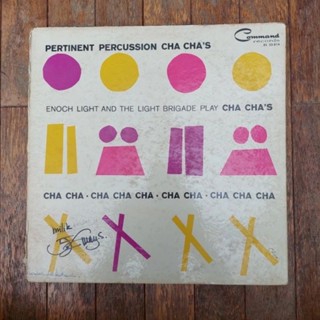 PERTINENT PERCUSSION CHA CHA'S
Command
ENOCH LIGHT AND THE LIGHT BRIGADE PLAY CHA CHA'S
CHA CHA · CHA CHA CHA · CHA CHA · CHA CHA CHA